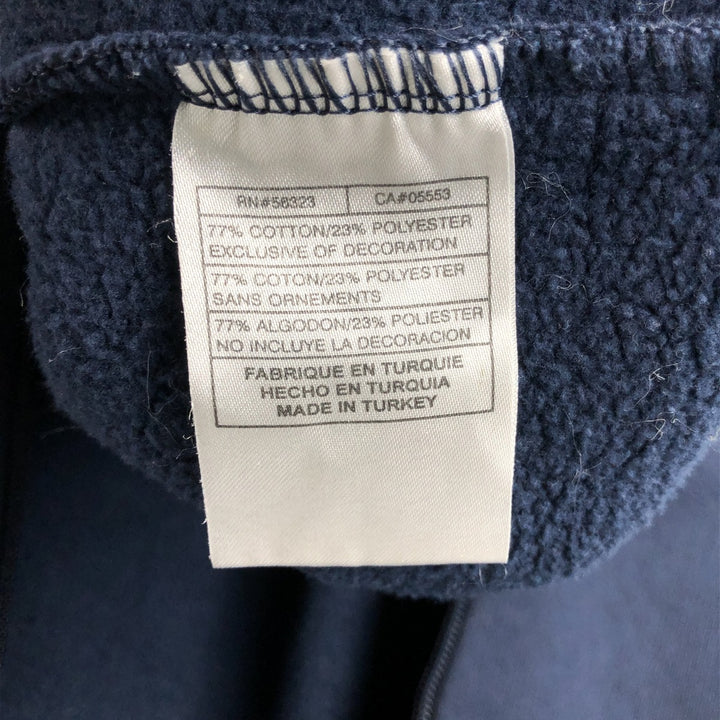 RN#56323 CA#05553
77% COTTON/23% POLYESTER
EXCLUSIVE OF DECORATION
77% COTON/23% POLYESTER
SANS ORNEMENTS
77% ALGODON/23% POLIESTER
NO INCLUYE LA DECORACION
FABRIQUE EN TURQUIE
HECHO EN TURQUIA
MADE IN TURKEY